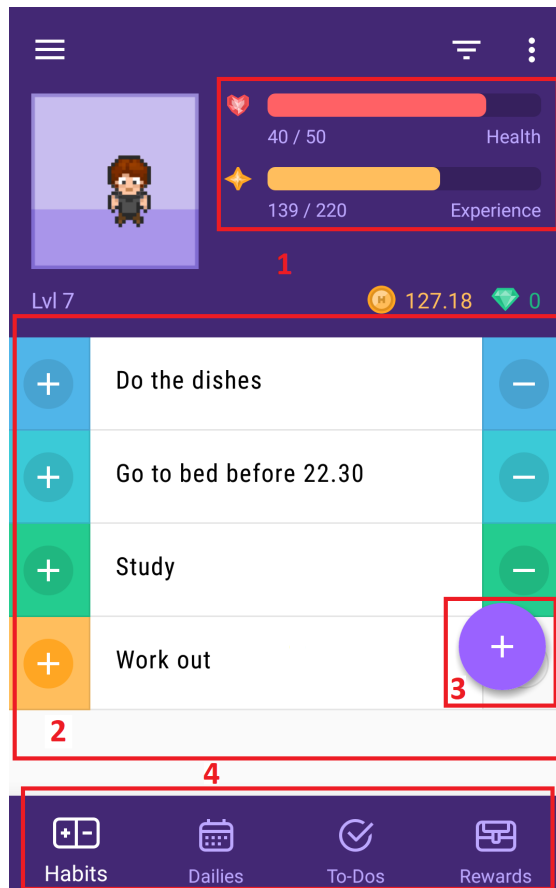 40 / 50 Health
139 / 220 Experience
1
Lvl 7 127.18 0
Do the dishes
Go to bed before 22.30
Study
Work out
3
2
4
Habits Dailies To-Dos Rewards